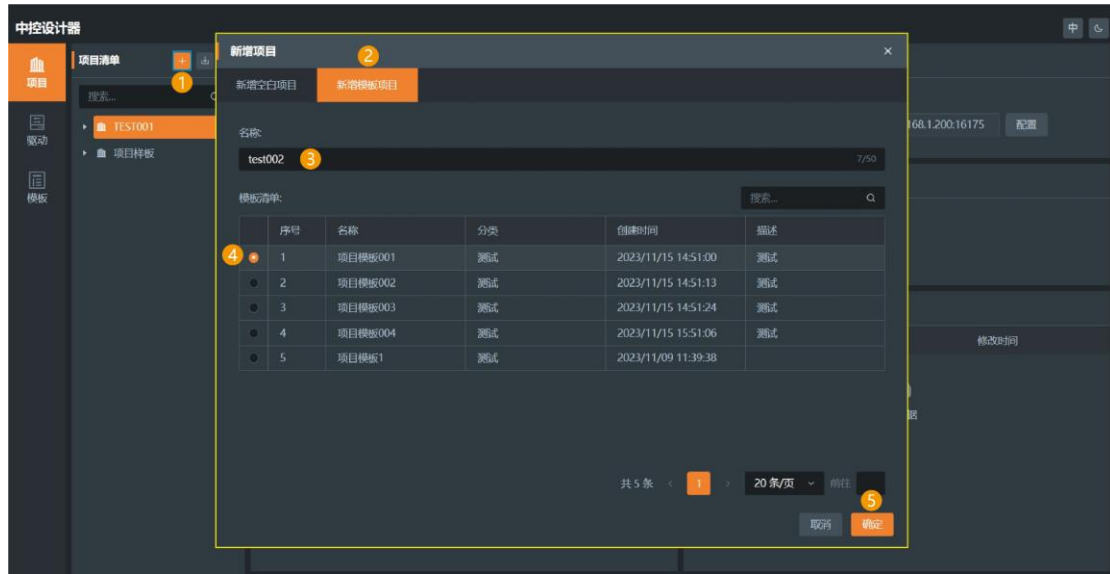 中控设计器
中
项目
驱动
模板
项目清单
1
搜索...
TEST001
项目样板
新增项目
2
新增空白项目 新增模板项目
名称:
test002 3 7/50
模板清单: 搜索...
序号 名称 分类 创建时间 描述
4 1 项目模板001 测试 2023/11/15 14:51:00 测试
2 项目模板002 测试 2023/11/15 14:51:13 测试
3 项目模板003 测试 2023/11/15 14:51:24 测试
4 项目模板004 测试 2023/11/15 15:51:06 测试
5 项目模板1 测试 2023/11/09 11:39:38
共 5 条 1 20 条/页 前往
5
取消 确定
168.1.200:16175 配置
修改时间
据